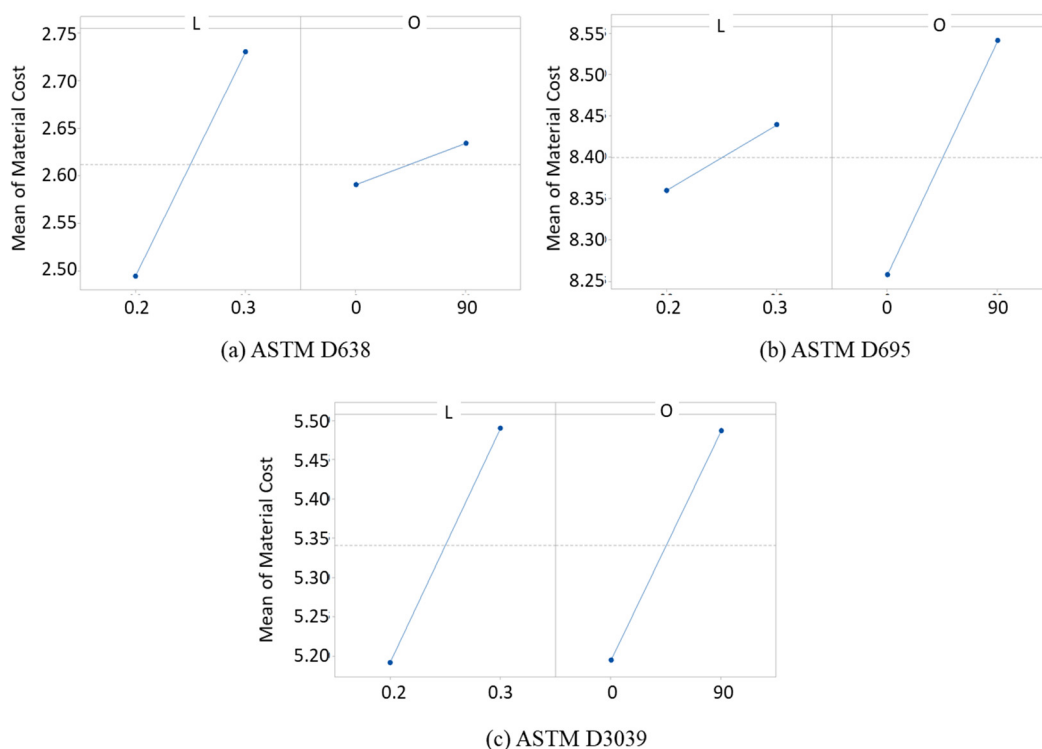 L O
2.75
2.70
2.65
2.60
2.55
2.50
Mean of Material Cost
0.2 0.3 0 90
(a) ASTM D638
L O
8.55
8.50
8.45
8.40
8.35
8.30
8.25
Mean of Material Cost
0.2 0.3 0 90
(b) ASTM D695
L O
5.50
5.45
5.40
5.35
5.30
5.25
5.20
Mean of Material Cost
0.2 0.3 0 90
(c) ASTM D3039